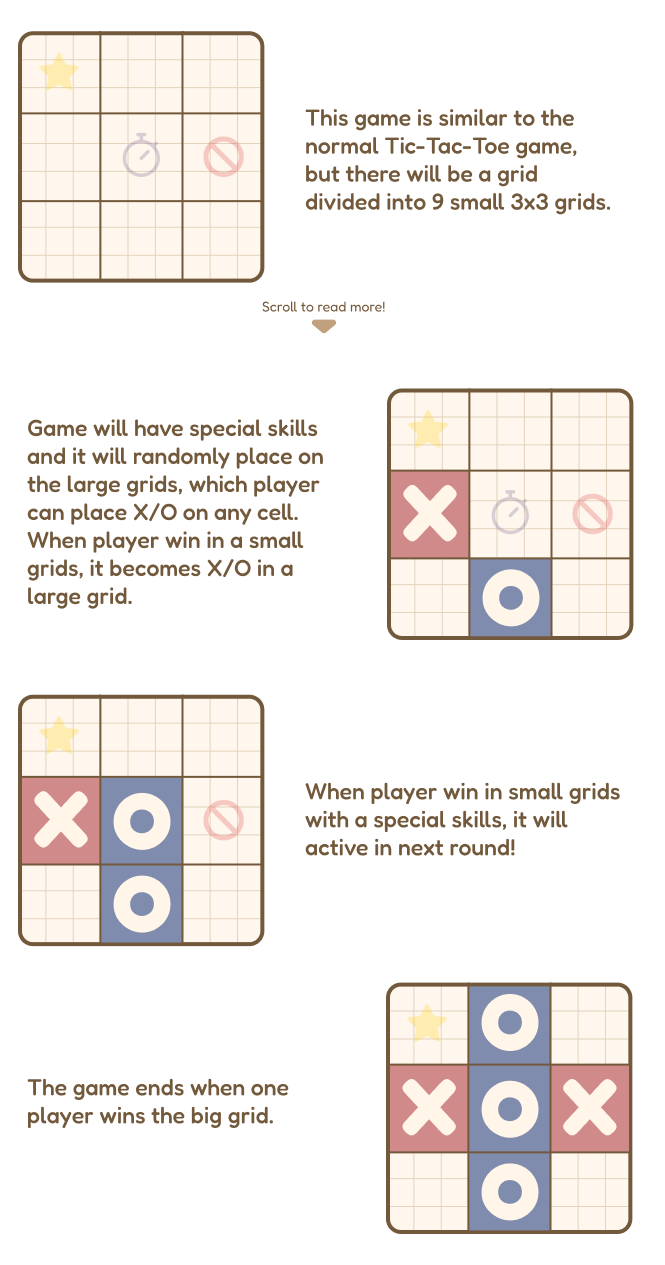 This game is similar to the
normal Tic-Tac-Toe game,
but there will be a grid
divided into 9 small 3x3 grids.
Scroll to read more!
Game will have special skills
and it will randomly place on
the large grids, which player
can place X/O on any cell.
When player win in a small
grids, it becomes X/O in a
large grid.
When player win in small grids
with a special skills, it will
active in next round!
The game ends when one
player wins the big grid.